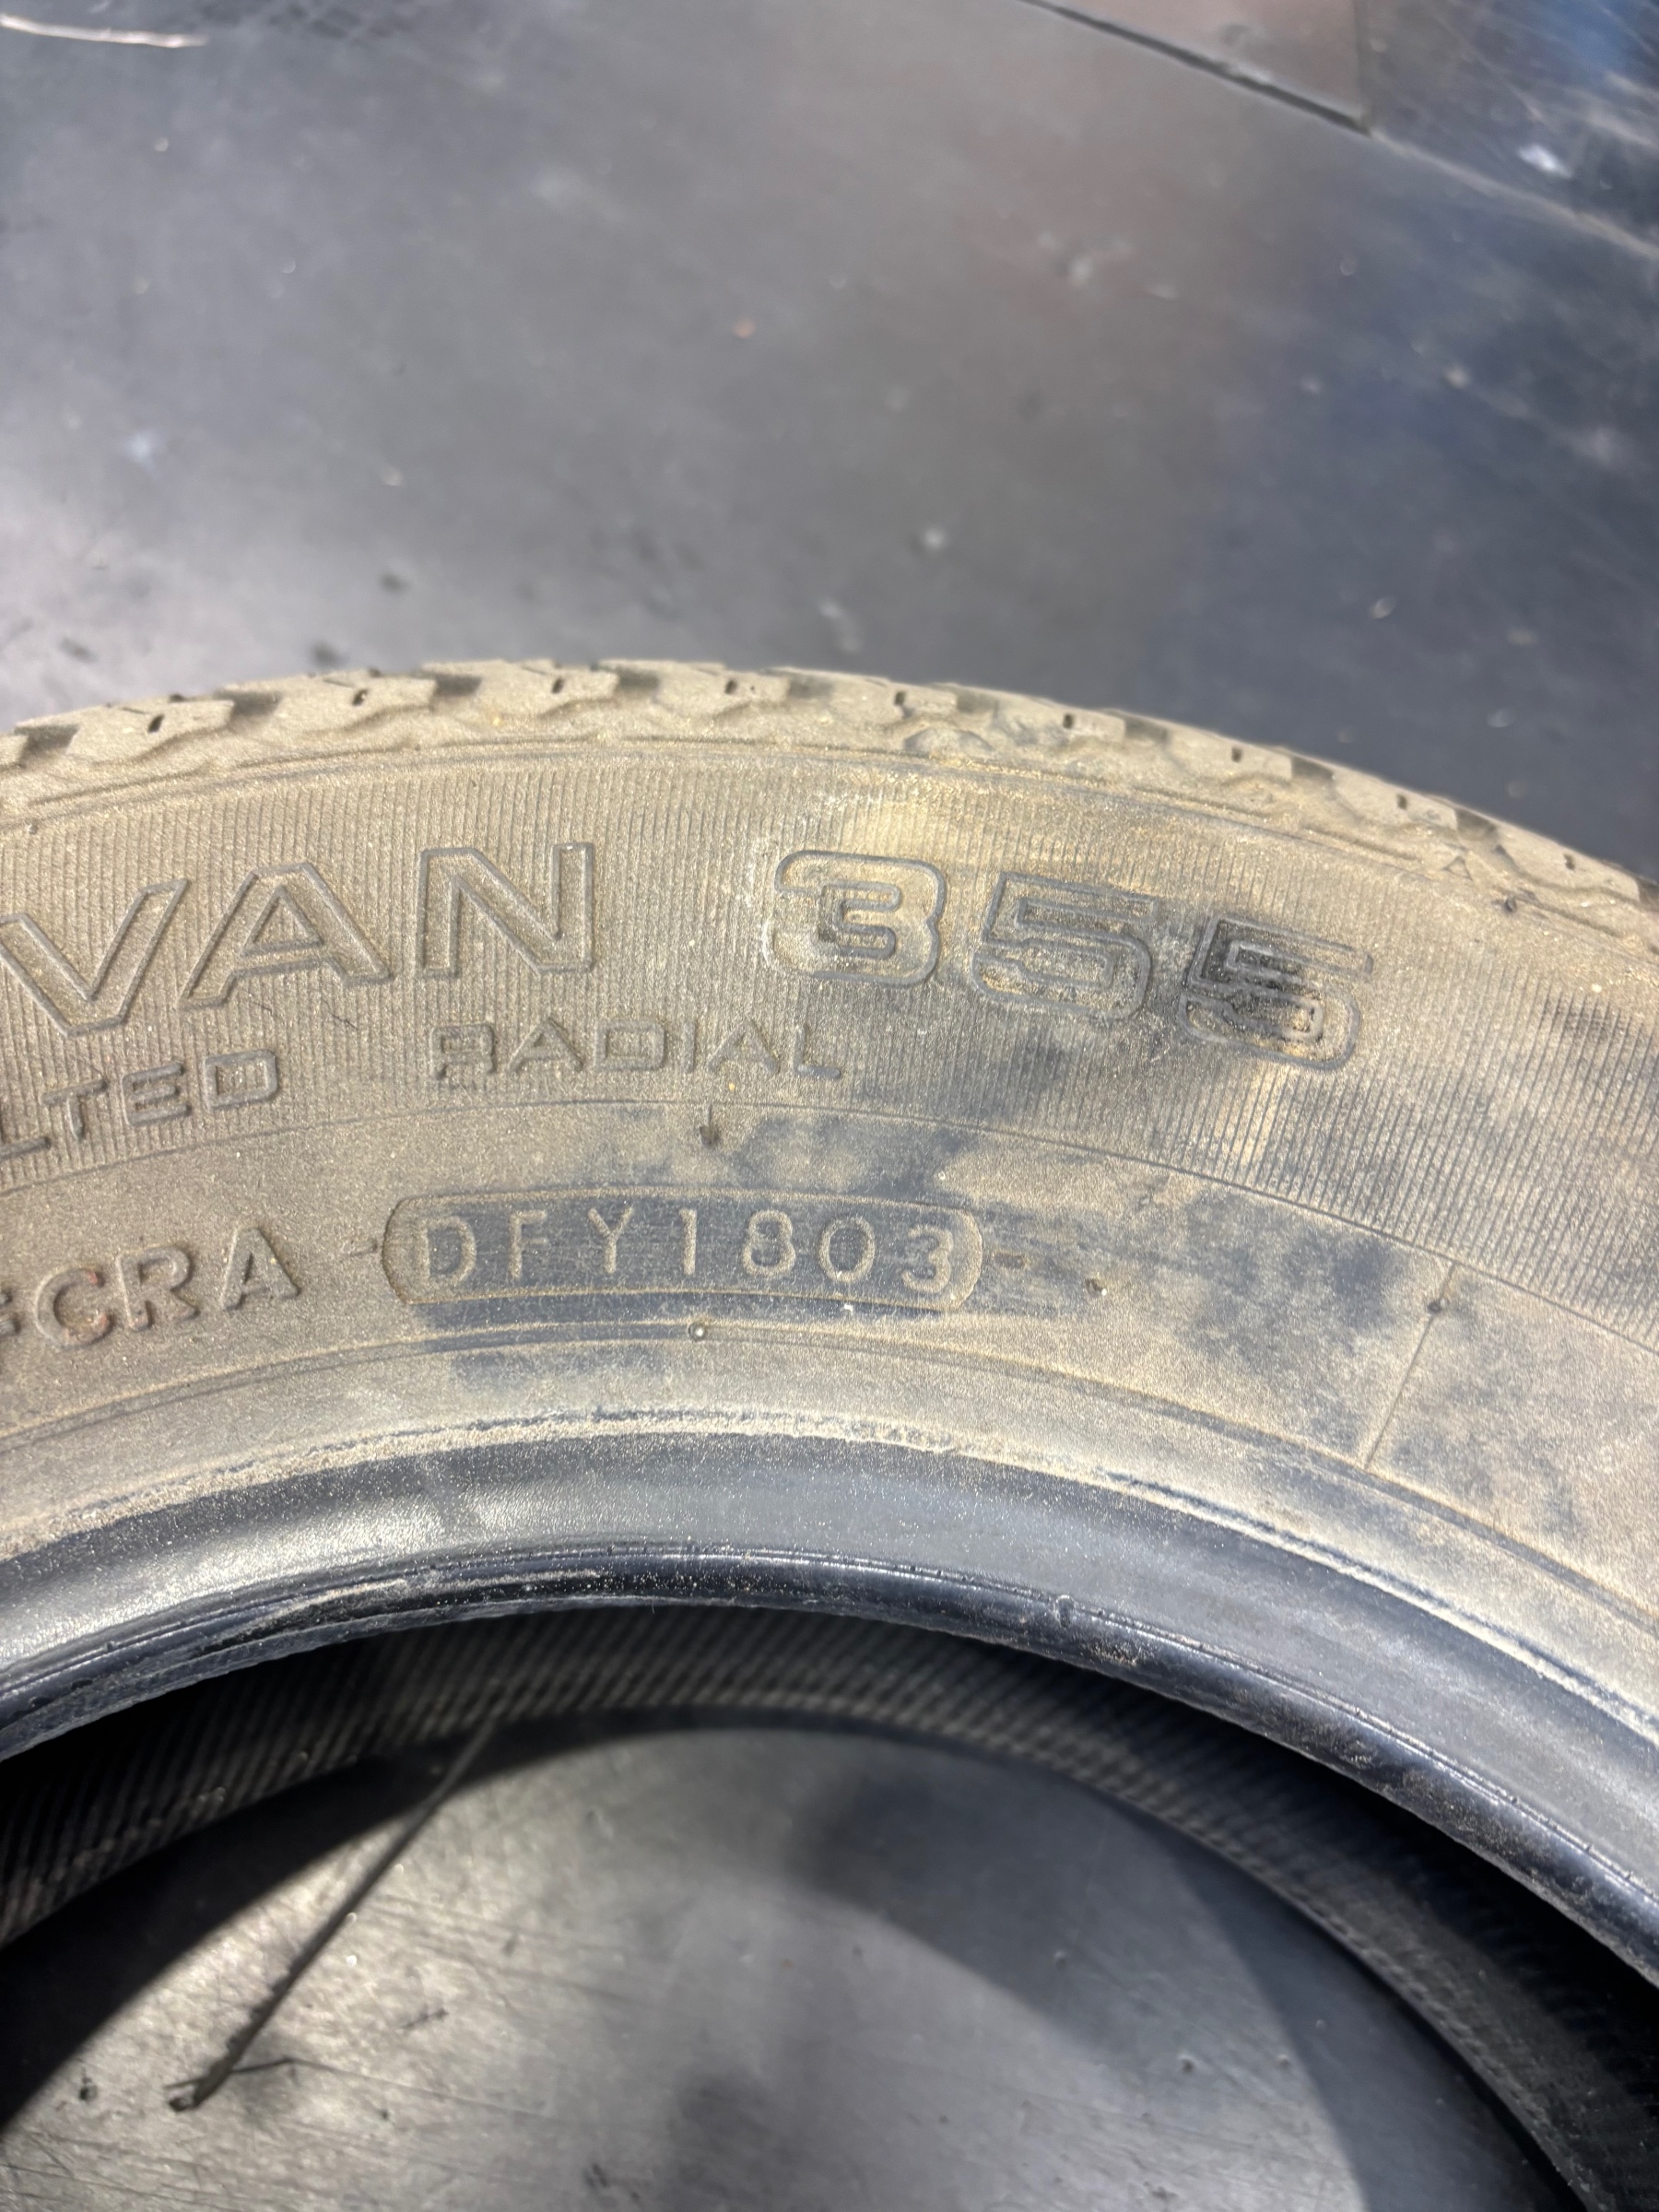 VAN 355
LTED RADIAL
CRA DFY1803